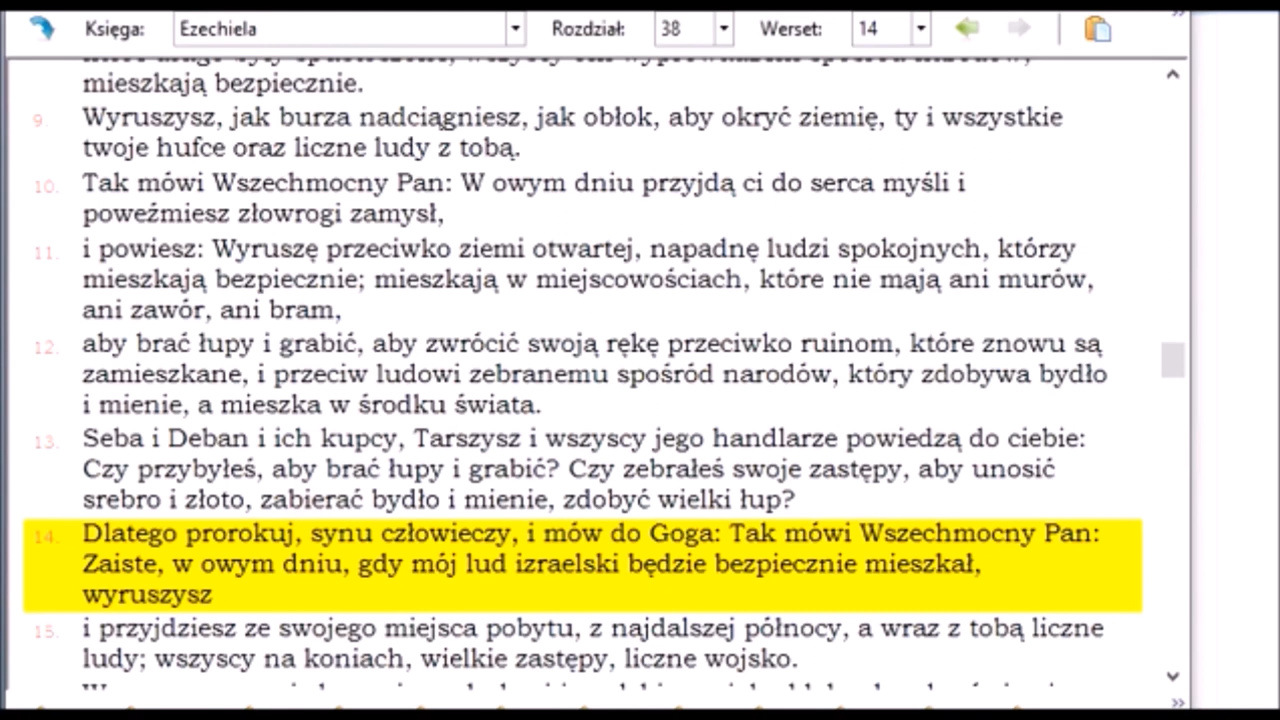 Księga: Ezechiela Rozdział: 38 Werset: 14
mieszkają bezpiecznie.
9. Wyruszysz, jak burza nadciągniesz, jak obłok, aby okryć ziemię, ty i wszystkie
twoje hufce oraz liczne ludy z tobą.
10. Tak mówi Wszechmocny Pan: W owym dniu przyjdą ci do serca myśli i
poweźmiesz złowrogi zamysł,
11. i powiesz: Wyruszę przeciwko ziemi otwartej, napadnę ludzi spokojnych, którzy
mieszkają bezpiecznie; mieszkają w miejscowościach, które nie mają ani murów,
ani zawór, ani bram,
12. aby brać łupy i grabić, aby zwrócić swoją rękę przeciwko ruinom, które znowu są
zamieszkane, i przeciw ludowi zebranemu spośród narodów, który zdobywa bydło
i mienie, a mieszka w środku świata.
13. Seba i Deban i ich kupcy, Tarszysz i wszyscy jego handlarze powiedzą do ciebie:
Czy przybyłeś, aby brać łupy i grabić? Czy zebrałeś swoje zastępy, aby unosić
srebro i złoto, zabierać bydło i mienie, zdobyć wielki łup?
14. Dlatego prorokuj, synu człowieczy, i mów do Goga: Tak mówi Wszechmocny Pan:
Zaiste, w owym dniu, gdy mój lud izraelski będzie bezpiecznie mieszkał,
wyruszysz
15. i przyjdziesz ze swojego miejsca pobytu, z najdalszej północy, a wraz z tobą liczne
ludy; wszyscy na koniach, wielkie zastępy, liczne wojsko.